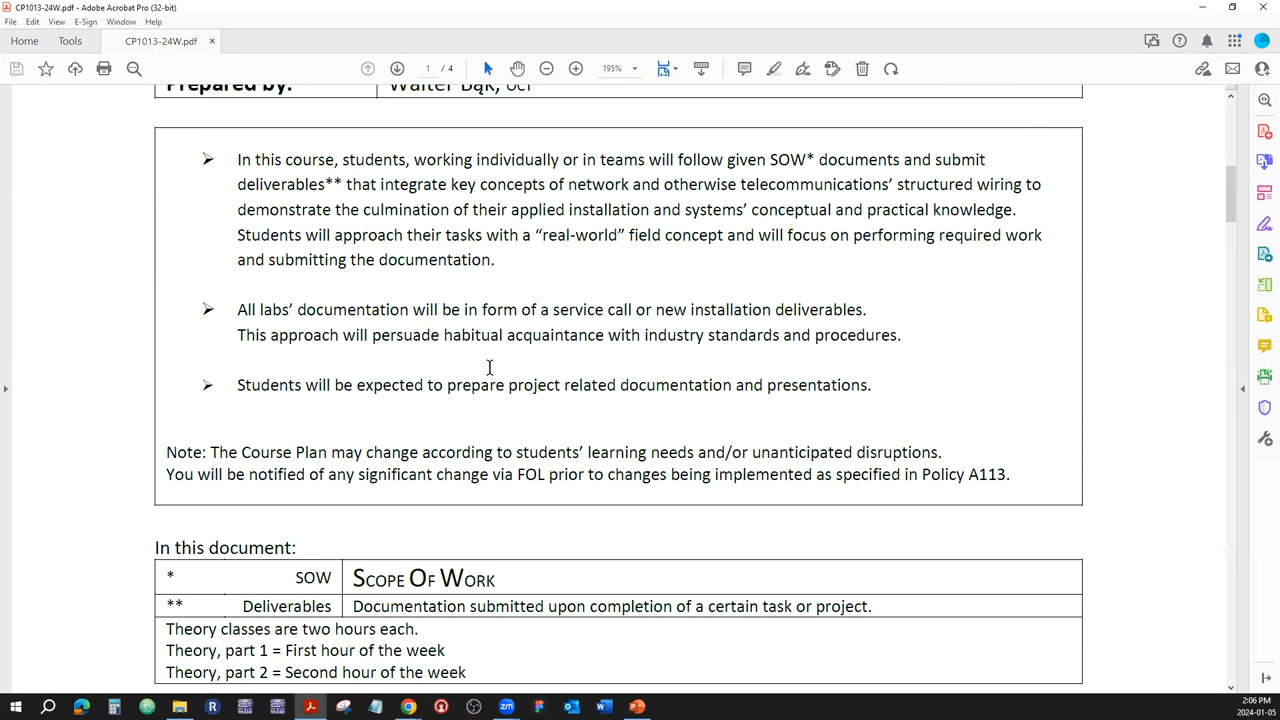 CP1013-24W.pdf - Adobe Acrobat Pro (32-bit)
File Edit View E-Sign Window Help
Home Tools CP1013-24W.pdf ×
1 / 4 195%
Prepared by: Walter Bąk, OCT
➢ In this course, students, working individually or in teams will follow given SOW* documents and submit
deliverables** that integrate key concepts of network and otherwise telecommunications’ structured wiring to
demonstrate the culmination of their applied installation and systems’ conceptual and practical knowledge.
Students will approach their tasks with a “real-world” field concept and will focus on performing required work
and submitting the documentation.
➢ All labs’ documentation will be in form of a service call or new installation deliverables.
This approach will persuade habitual acquaintance with industry standards and procedures.
➢ Students will be expected to prepare project related documentation and presentations.
Note: The Course Plan may change according to students’ learning needs and/or unanticipated disruptions.
You will be notified of any significant change via FOL prior to changes being implemented as specified in Policy A113.
In this document:
* SOW SCOPE OF WORK
** Deliverables Documentation submitted upon completion of a certain task or project.
Theory classes are two hours each.
Theory, part 1 = First hour of the week
Theory, part 2 = Second hour of the week
2:06 PM
2024-01-05